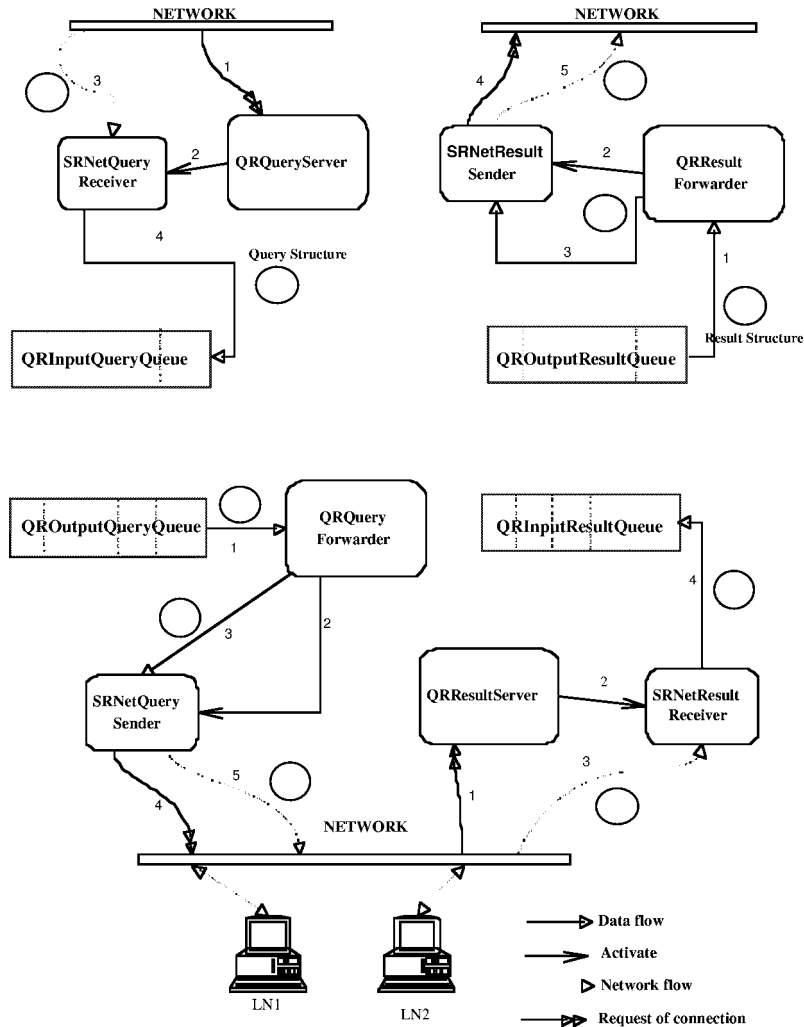 NETWORK
3
1
SRNetQuery
Receiver
2
QRQueryServer
4
Query Structure
QRInputQueryQueue
NETWORK
4
5
SRNetResult
Sender
2
QRResult
Forwarder
3
1
Result Structure
QROutputResultQueue
QROutputQueryQueue
1
QRQuery
Forwarder
3
2
SRNetQuery
Sender
4
5
QRInputResultQueue
4
QRResultServer
2
SRNetResult
Receiver
1
3
NETWORK
LN1
LN2
Data flow
Activate
Network flow
Request of connection